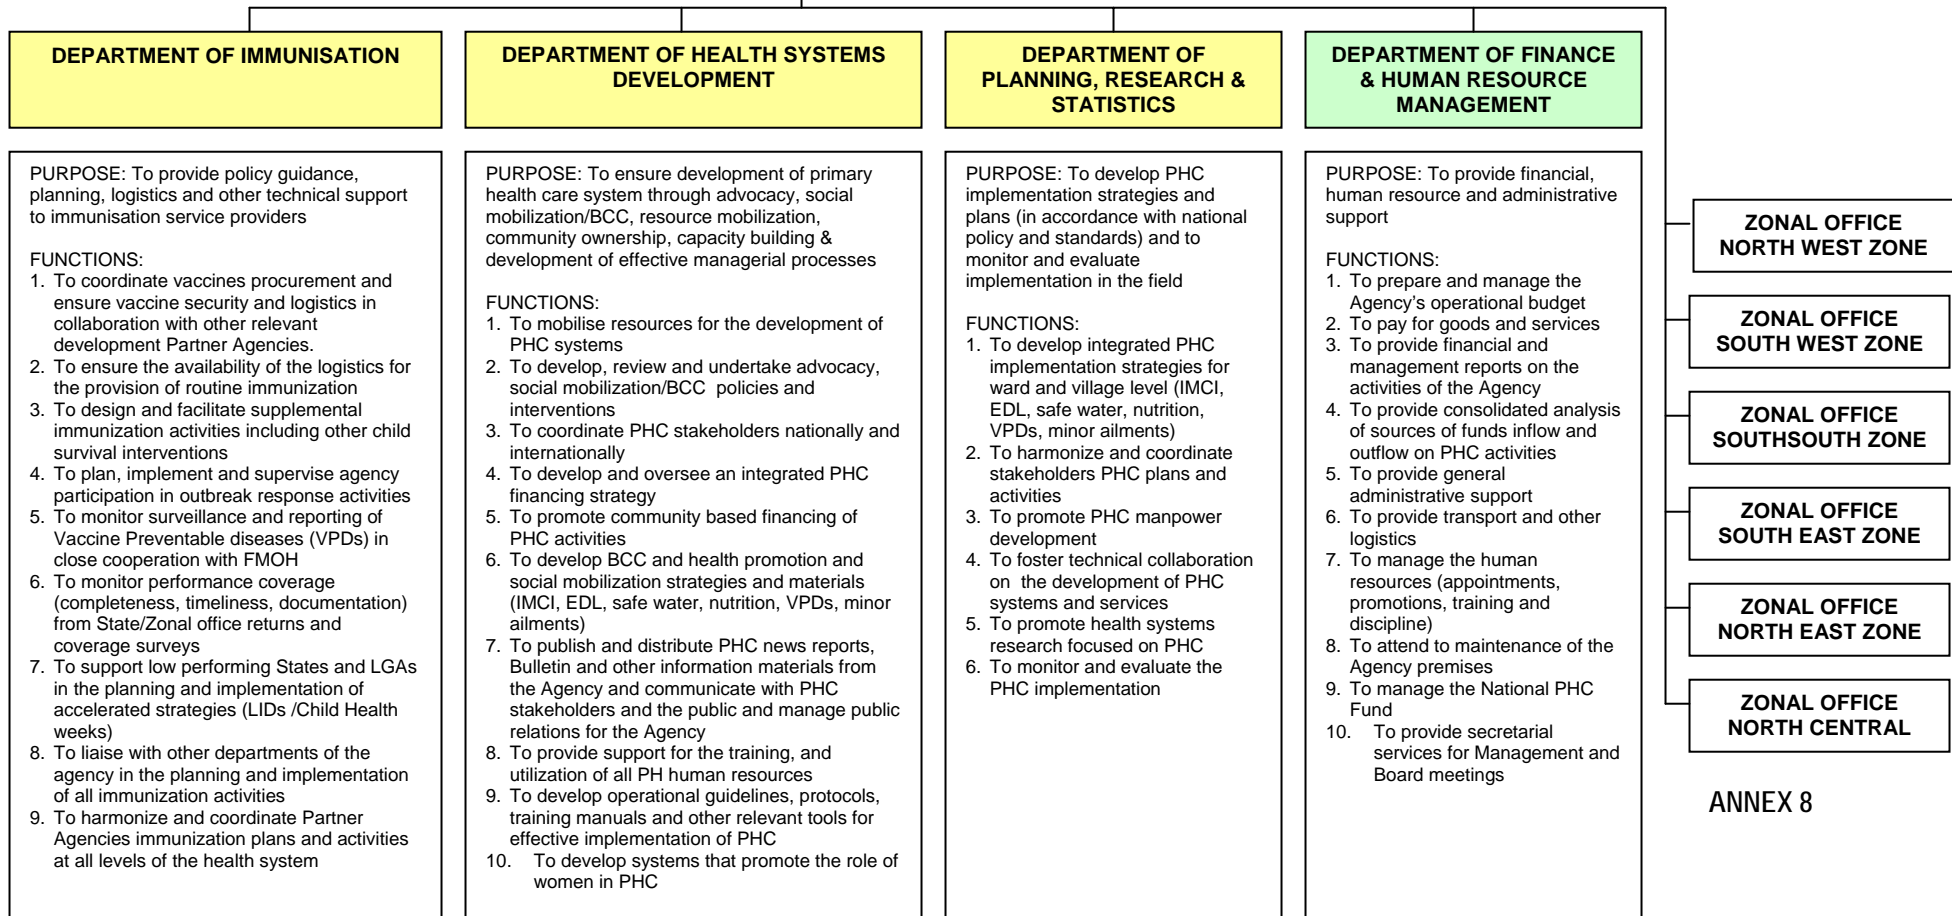 DEPARTMENT OF IMMUNISATION
PURPOSE: To provide policy guidance,
planning, logistics and other technical support
to immunisation service providers
FUNCTIONS:
1. To coordinate vaccines procurement and
ensure vaccine security and logistics in
collaboration with other relevant
development Partner Agencies.
2. To ensure the availability of the logistics for
the provision of routine immunization
3. To design and facilitate supplemental
immunization activities including other child
survival interventions
4. To plan, implement and supervise agency
participation in outbreak response activities
5. To monitor surveillance and reporting of
Vaccine Preventable diseases (VPDs) in
close cooperation with FMOH
6. To monitor performance coverage
(completeness, timeliness, documentation)
from State/Zonal office returns and
coverage surveys
7. To support low performing States and LGAs
in the planning and implementation of
accelerated strategies (LIDs /Child Health
weeks)
8. To liaise with other departments of the
agency in the planning and implementation
of all immunization activities
9. To harmonize and coordinate Partner
Agencies immunization plans and activities
at all levels of the health system
DEPARTMENT OF HEALTH SYSTEMS
DEVELOPMENT
PURPOSE: To ensure development of primary
health care system through advocacy, social
mobilization/BCC, resource mobilization,
community ownership, capacity building &
development of effective managerial processes
FUNCTIONS:
1. To mobilise resources for the development of
PHC systems
2. To develop, review and undertake advocacy,
social mobilization/BCC policies and
interventions
3. To coordinate PHC stakeholders nationally and
internationally
4. To develop and oversee an integrated PHC
financing strategy
5. To promote community based financing of
PHC activities
6. To develop BCC and health promotion and
social mobilization strategies and materials
(IMCI, EDL, safe water, nutrition, VPDs, minor
ailments)
7. To publish and distribute PHC news reports,
Bulletin and other information materials from
the Agency and communicate with PHC
stakeholders and the public and manage public
relations for the Agency
8. To provide support for the training, and
utilization of all PH human resources
9. To develop operational guidelines, protocols,
training manuals and other relevant tools for
effective implementation of PHC
10. To develop systems that promote the role of
women in PHC
DEPARTMENT OF
PLANNING, RESEARCH &
STATISTICS
PURPOSE: To develop PHC
implementation strategies and
plans (in accordance with national
policy and standards) and to
monitor and evaluate
implementation in the field
FUNCTIONS:
1. To develop integrated PHC
implementation strategies for
ward and village level (IMCI,
EDL, safe water, nutrition,
VPDs, minor ailments)
2. To harmonize and coordinate
stakeholders PHC plans and
activities
3. To promote PHC manpower
development
4. To foster technical collaboration
on the development of PHC
systems and services
5. To promote health systems
research focused on PHC
6. To monitor and evaluate the
PHC implementation
DEPARTMENT OF FINANCE
& HUMAN RESOURCE
MANAGEMENT
PURPOSE: To provide financial,
human resource and administrative
support
FUNCTIONS:
1. To prepare and manage the
Agency's operational budget
2. To pay for goods and services
3. To provide financial and
management reports on the
activities of the Agency
4. To provide consolidated analysis
of sources of funds inflow and
outflow on PHC activities
5. To provide general
administrative support
6. To provide transport and other
logistics
7. To manage the human
resources (appointments,
promotions, training and
discipline)
8. To attend to maintenance of the
Agency premises
9. To manage the National PHC
Fund
10. To provide secretarial
services for Management and
Board meetings
ZONAL OFFICE
NORTH WEST ZONE
ZONAL OFFICE
SOUTH WEST ZONE
ZONAL OFFICE
SOUTHSOUTH ZONE
ZONAL OFFICE
SOUTH EAST ZONE
ZONAL OFFICE
NORTH EAST ZONE
ZONAL OFFICE
NORTH CENTRAL
ANNEX 8